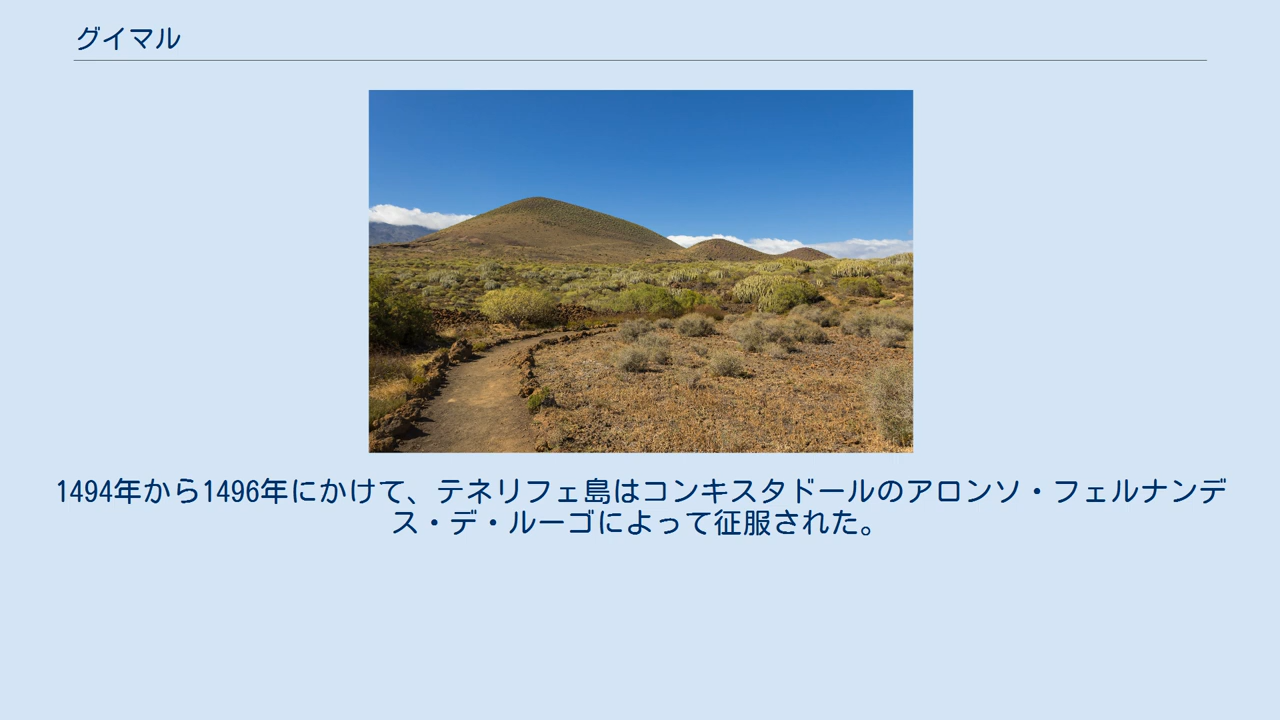 グイマル
1494年から1496年にかけて、テネリフェ島はコンキスタドールのアロンソ・フェルナンデ
ス・デ・ルーゴによって征服された。